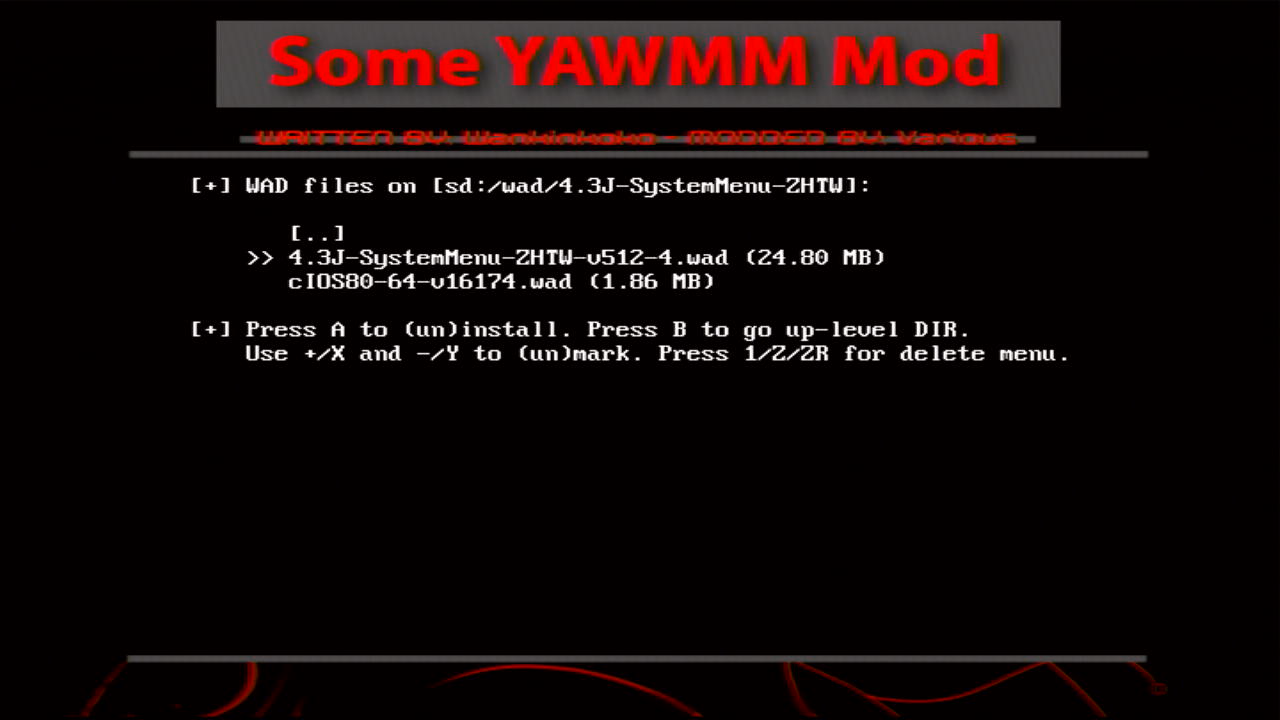 Some YAWMM Mod
WRITTEN BY: Wankinkoko - MODDED BY: Various
[+] WAD files on [sd:/wad/4.3J-SystemMenu-ZHTW]:
[..]
>> 4.3J-SystemMenu-ZHTW-v512-4.wad (24.80 MB)
cIOS80-64-v16174.wad (1.86 MB)
[+] Press A to (un)install. Press B to go up-level DIR.
Use +/X and -/Y to (un)mark. Press 1/Z/ZR for delete menu.